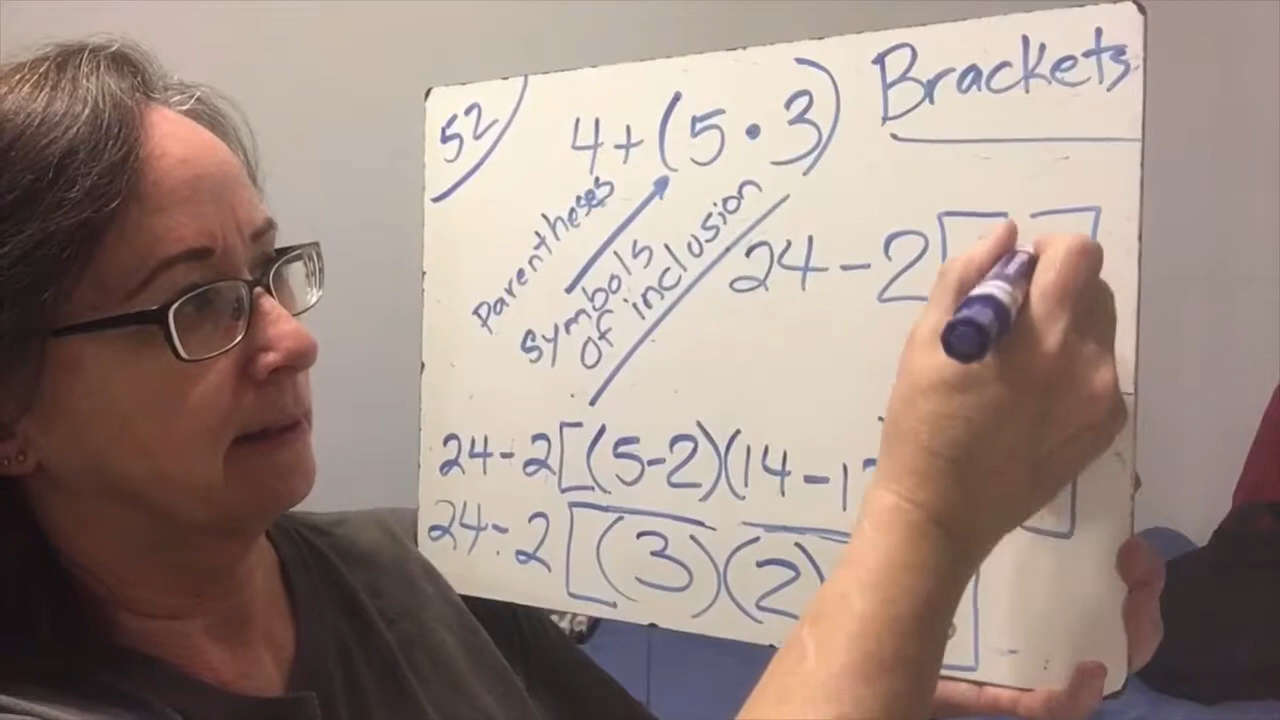 52)
4+(5·3)
Brackets
Parentheses
Symbols
of inclusion
24-2[ ]
24-2[(5-2)(14-1
24-2[(3)(2)